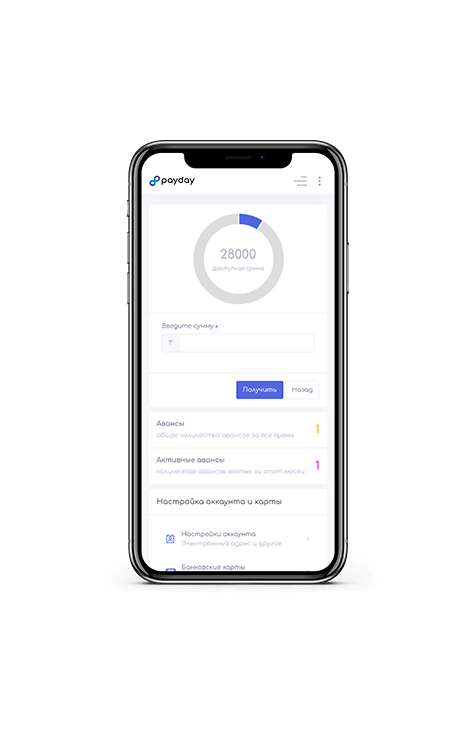 payday
28000
Доступная сумма
Введите сумму •
₸
Получить
Назад
Авансы
общее количество авансов за все время
1
Активные авансы
количество авансов взятых за этот месяц
1
Настройка аккаунта и карты
Настройки аккаунта
Электронный адрес и другое
Банковские карты